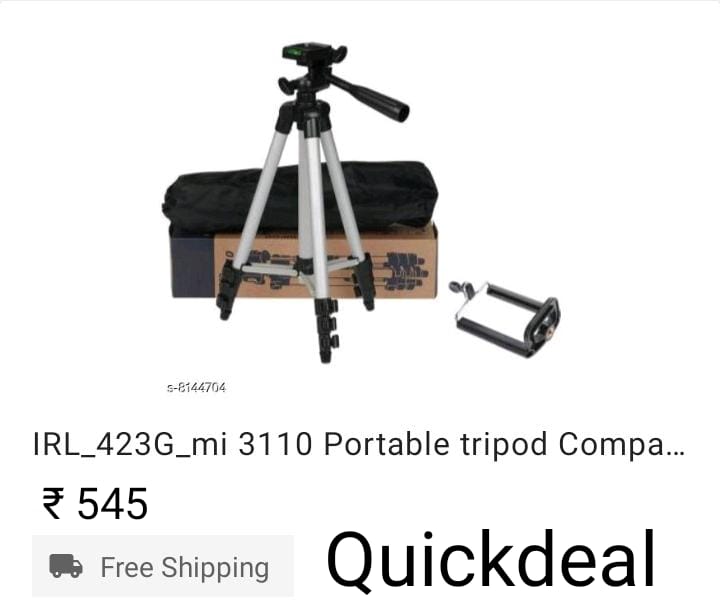 s-8144704
IRL_423G_mi 3110 Portable tripod Compa...
₹ 545
Free Shipping
Quickdeal